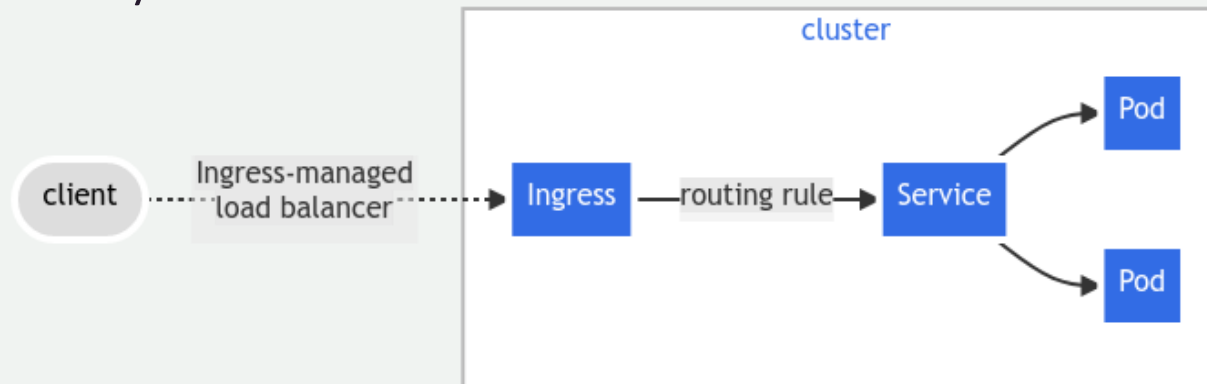 cluster
Pod
client
Ingress-managed
load balancer
Ingress
routing rule
Service
Pod